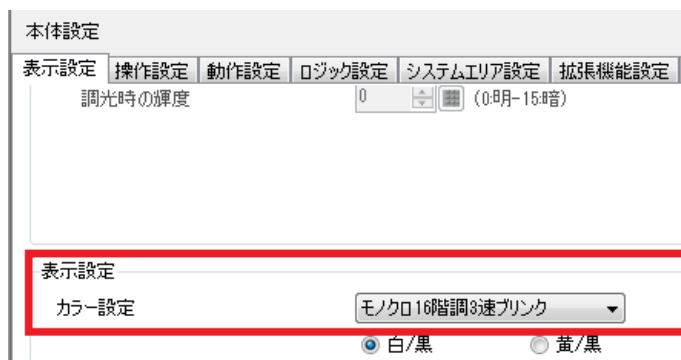 本体設定
表示設定 操作設定 動作設定 ロジック設定 システムエリア設定 拡張機能設定
調光時の輝度 0 (0:明-15:暗)
表示設定
カラー設定 モノクロ16階調3速ブリンク
白/黒 黄/黒